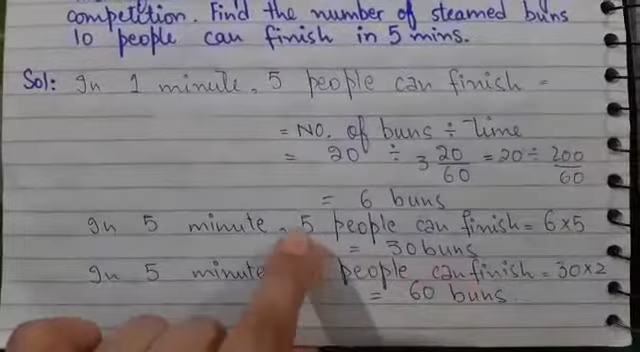 competition. Find the number of steamed buns
10 people can finish in 5 mins.
Sol: In 1 minute, 5 people can finish =
= NO. of buns ÷ Time
= 20 ÷ 3 20/60 = 20 ÷ 200/60
= 6 buns
In 5 minute, 5 people can finish = 6×5
= 30 buns
In 5 minute people can finish = 30×2
= 60 buns.